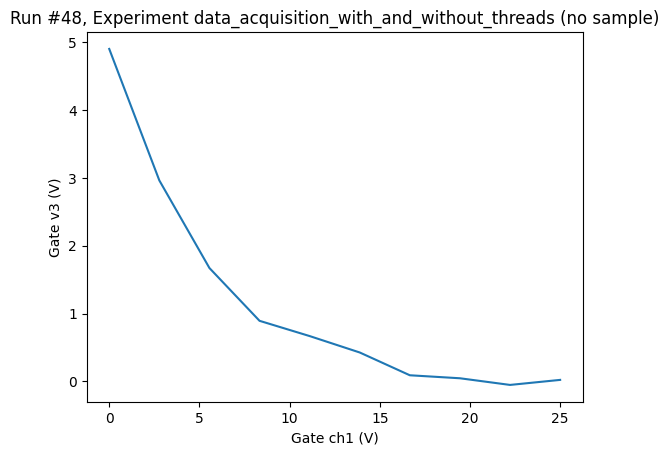 Run #48, Experiment data_acquisition_with_and_without_threads (no sample)
5
4
3
2
1
0
Gate v3 (V)
0 5 10 15 20 25
Gate ch1 (V)